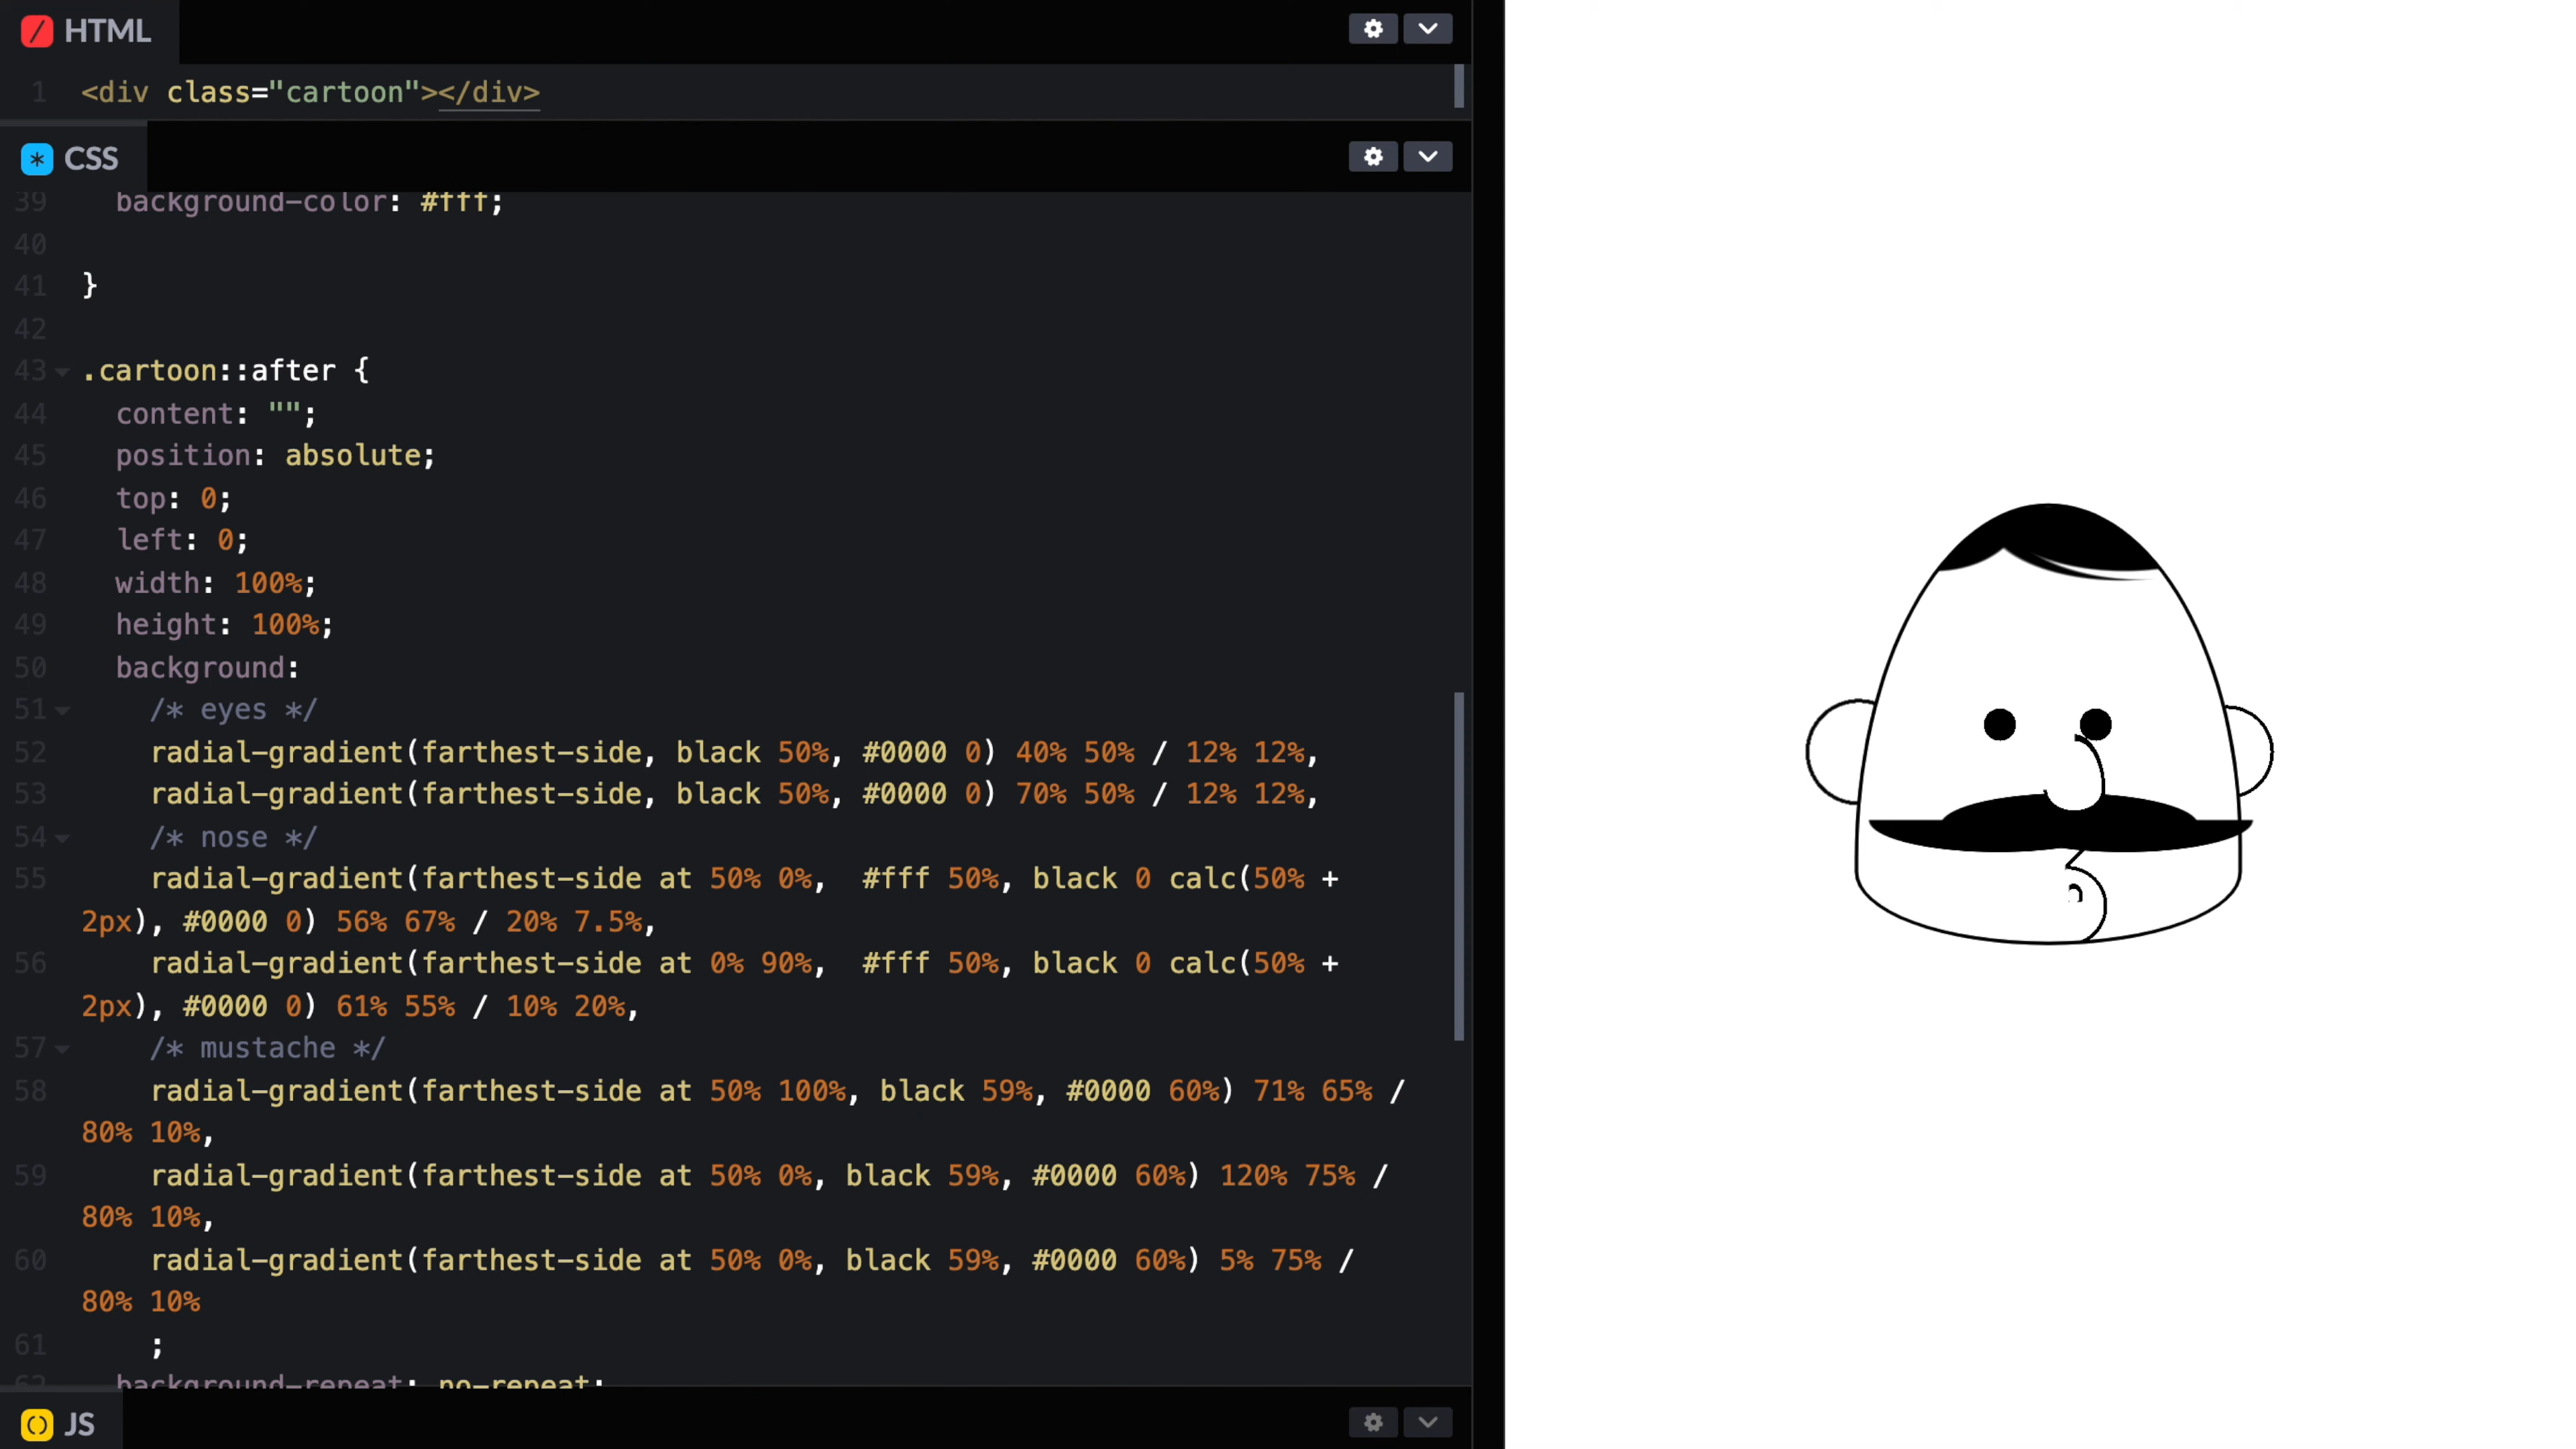 HTML
1 <div class="cartoon"></div>
CSS
39 background-color: #fff;
40
41 }
42
43 .cartoon::after {
44 content: "";
45 position: absolute;
46 top: 0;
47 left: 0;
48 width: 100%;
49 height: 100%;
50 background:
51 /* eyes */
52 radial-gradient(farthest-side, black 50%, #0000 0) 40% 50% / 12% 12%,
53 radial-gradient(farthest-side, black 50%, #0000 0) 70% 50% / 12% 12%,
54 /* nose */
55 radial-gradient(farthest-side at 50% 0%,  #fff 50%, black 0 calc(50% +
2px), #0000 0) 56% 67% / 20% 7.5%,
56 radial-gradient(farthest-side at 0% 90%,  #fff 50%, black 0 calc(50% +
2px), #0000 0) 61% 55% / 10% 20%,
57 /* mustache */
58 radial-gradient(farthest-side at 50% 100%, black 59%, #0000 60%) 71% 65% /
80% 10%,
59 radial-gradient(farthest-side at 50% 0%, black 59%, #0000 60%) 120% 75% /
80% 10%,
60 radial-gradient(farthest-side at 50% 0%, black 59%, #0000 60%) 5% 75% /
80% 10%
61 ;
62 background-repeat: no-repeat;
JS